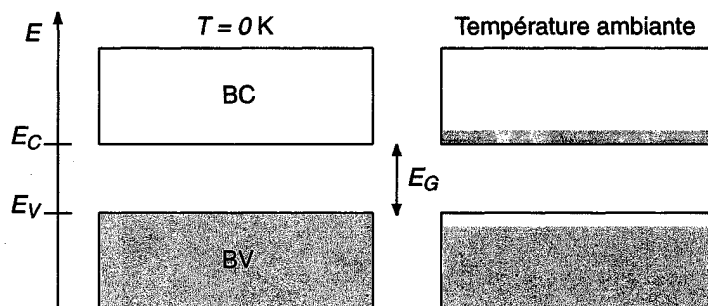 E
T = 0 K
Température ambiante
BC
E_C
E_G
E_V
BV